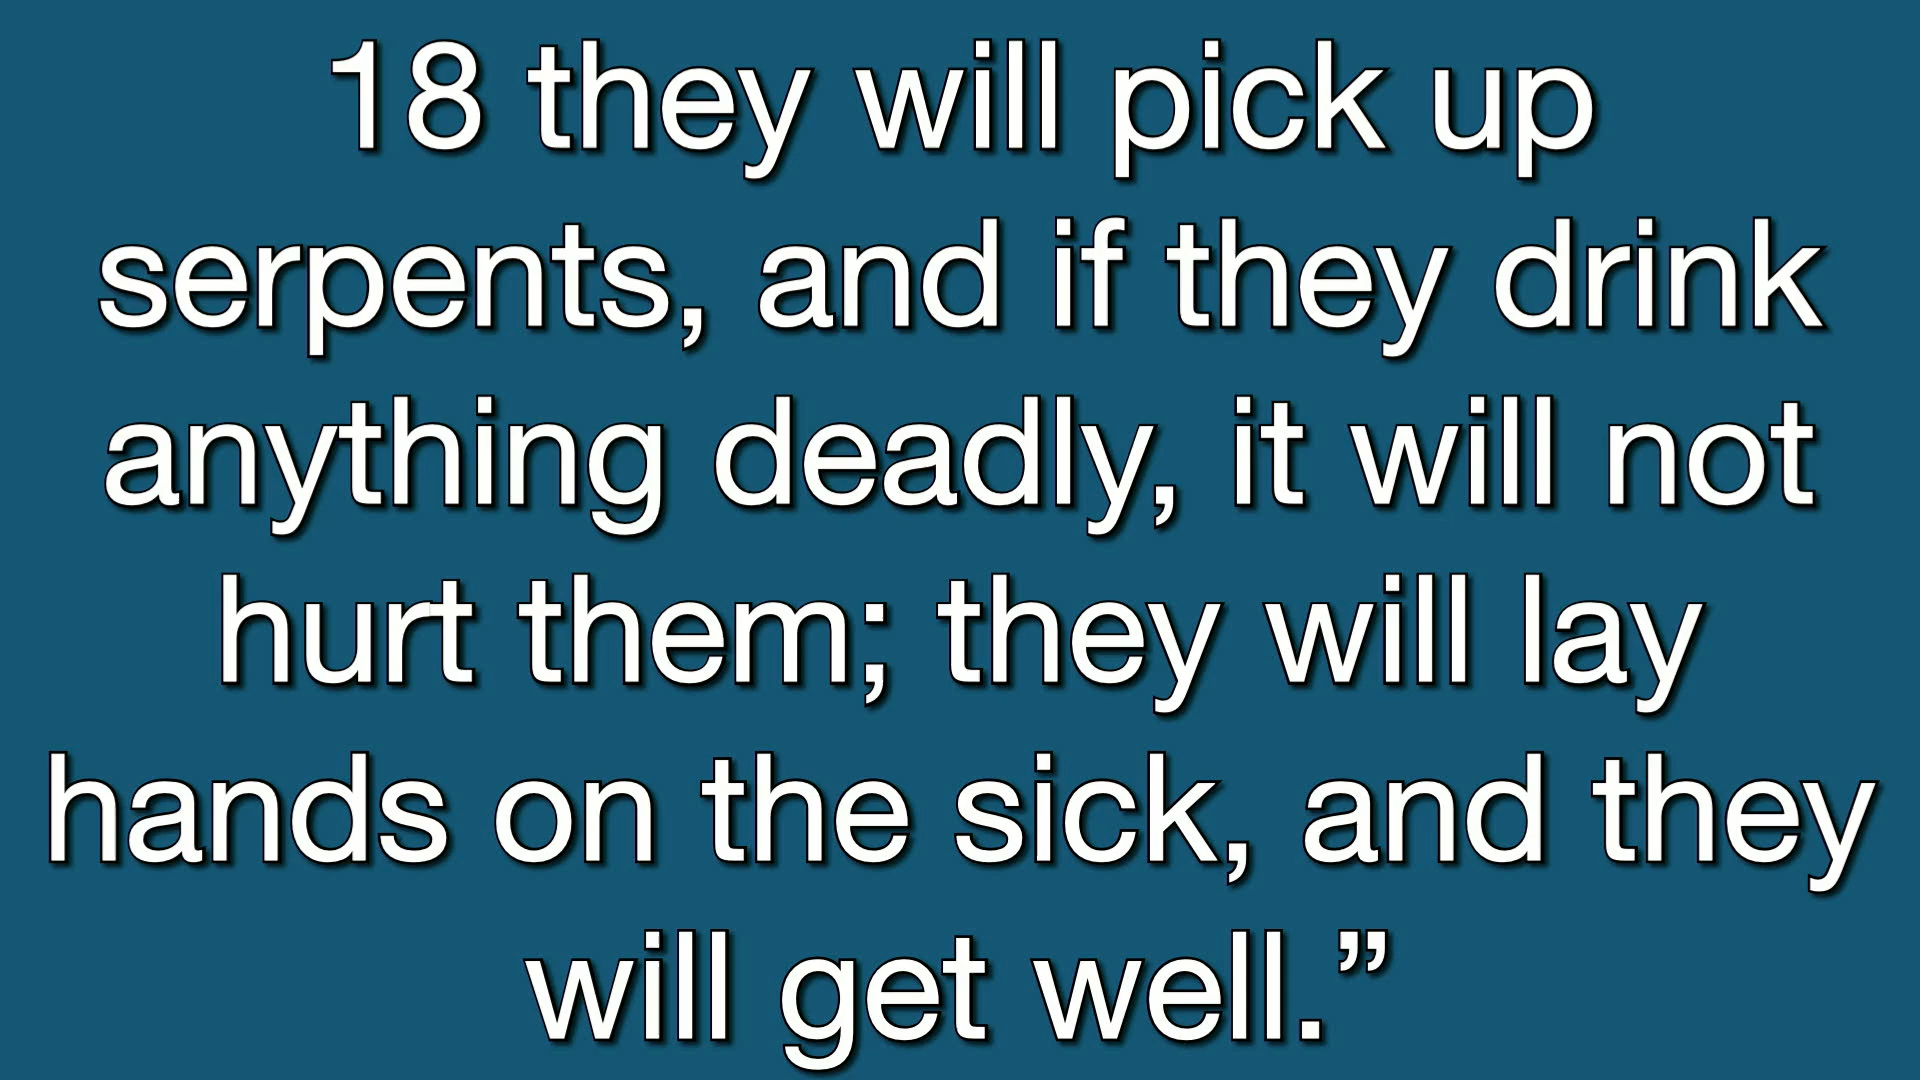 18 they will pick up
serpents, and if they drink
anything deadly, it will not
hurt them; they will lay
hands on the sick, and they
will get well.”